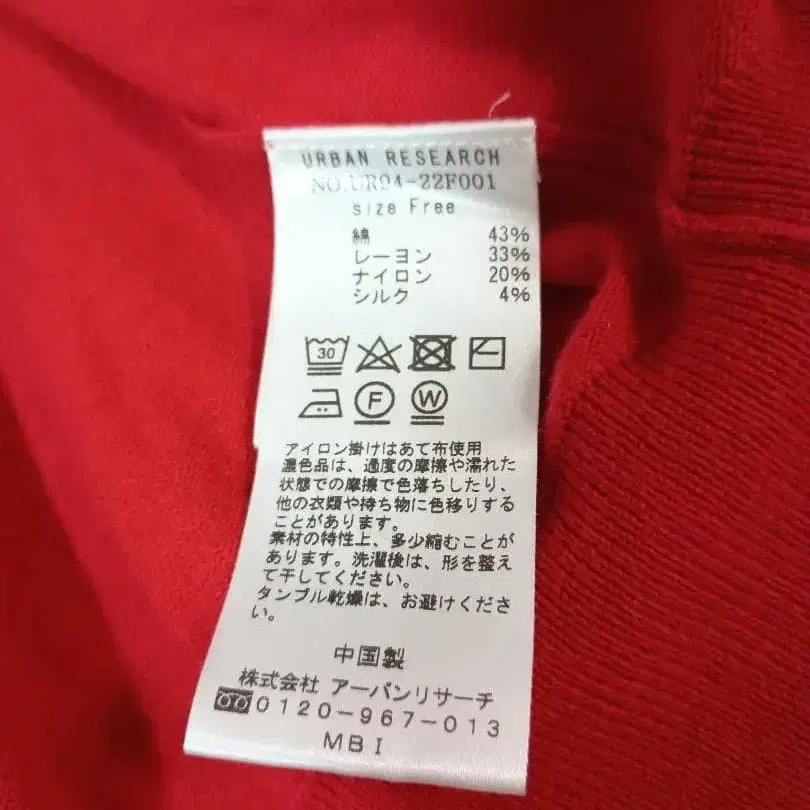 URBAN RESEARCH
NO.UR94-22F001
size Free
綿 43%
レーヨン 33%
ナイロン 20%
シルク 4%
30
F W
アイロン掛けはあて布使用
濃色品は、過度の摩擦や濡れた
状態での摩擦で色落ちしたり、
他の衣類や持ち物に色移りする
ことがあります。
素材の特性上、多少縮むことが
あります。洗濯後は、形を整え
て干してください。
タンブル乾燥は、お避けくださ
い。
中国製
株式会社 アーバンリサーチ
0120-967-013
MBI